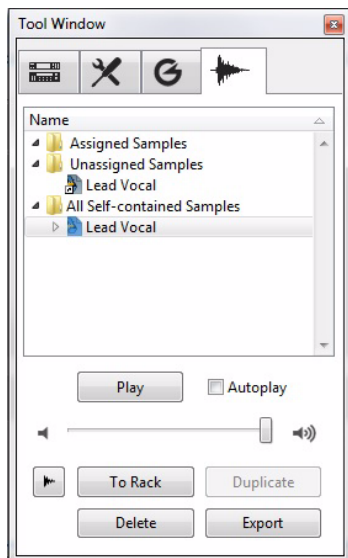 Tool Window
Name
Assigned Samples
Unassigned Samples
Lead Vocal
All Self-contained Samples
Lead Vocal
Play
Autoplay
To Rack
Duplicate
Delete
Export